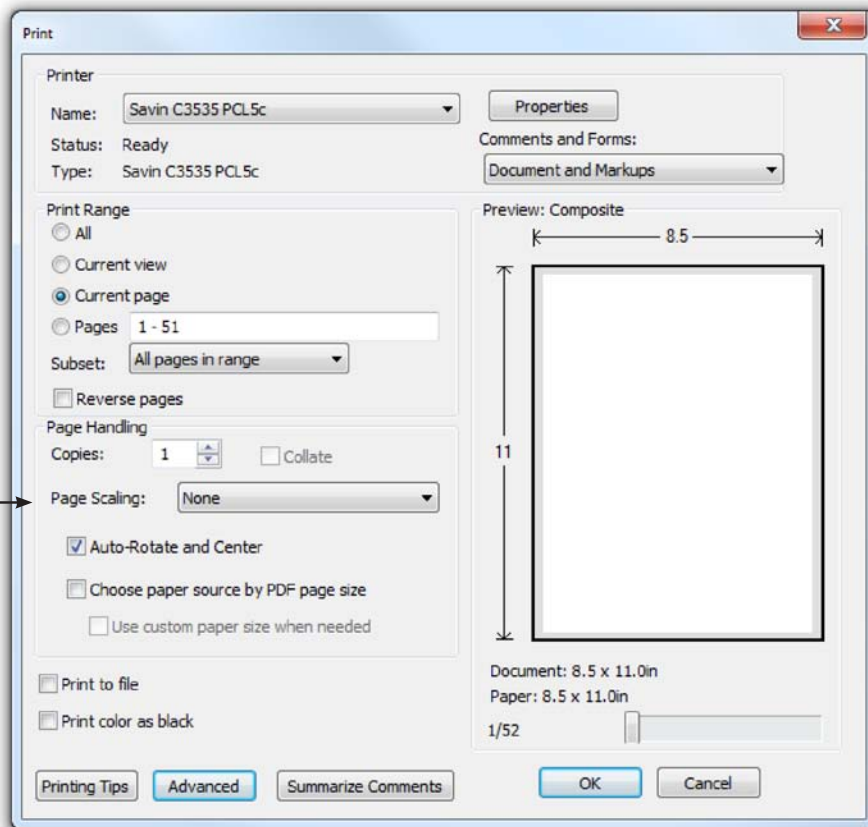 Print
Printer
Name: Savin C3535 PCL5c Properties
Status: Ready Comments and Forms:
Type: Savin C3535 PCL5c Document and Markups
Print Range
All
Current view
Current page
Pages 1 - 51
Subset: All pages in range
Reverse pages
Page Handling
Copies: 1 Collate
Page Scaling: None
Auto-Rotate and Center
Choose paper source by PDF page size
Use custom paper size when needed
Print to file
Print color as black
Preview: Composite
8.5
11
Document: 8.5 x 11.0in
Paper: 8.5 x 11.0in
1/52
Printing Tips Advanced Summarize Comments OK Cancel